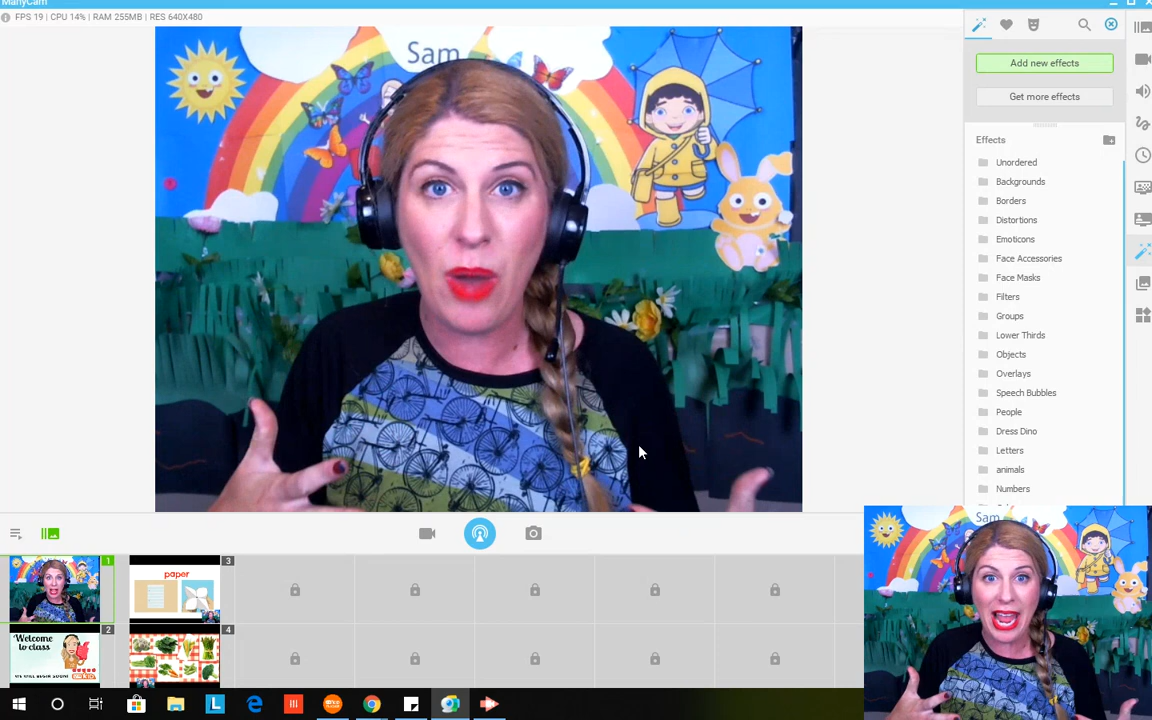 ManyCam
FPS 19 | CPU 14% | RAM 255MB | RES 640X480
Sam
Add new effects
Get more effects
Effects
Unordered
Backgrounds
Borders
Distortions
Emoticons
Face Accessories
Face Masks
Filters
Groups
Lower Thirds
Objects
Overlays
Speech Bubbles
People
Dress Dino
Letters
animals
Numbers
Sam
1
paper
3
Welcome
to class
2
4
L